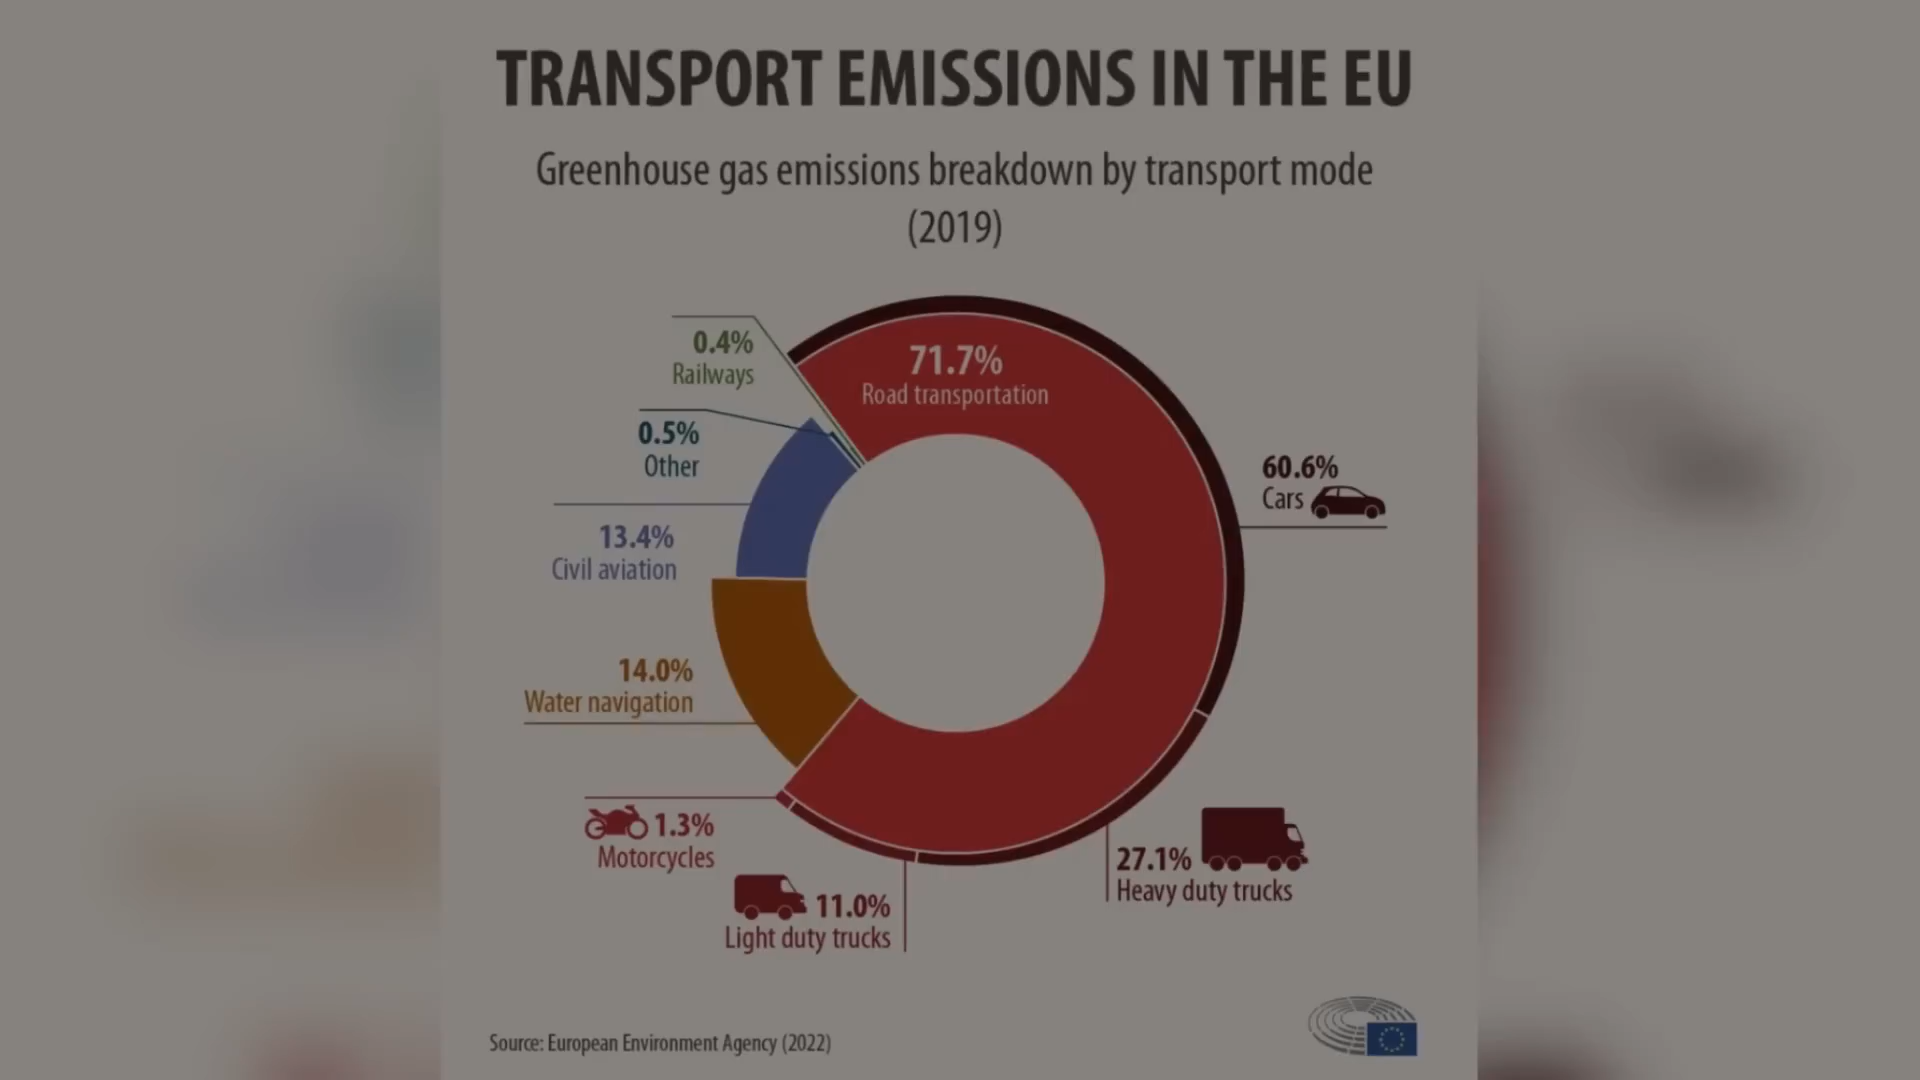 TRANSPORT EMISSIONS IN THE EU
Greenhouse gas emissions breakdown by transport mode
(2019)
0.4%
Railways
71.7%
Road transportation
0.5%
Other
60.6%
Cars
13.4%
Civil aviation
14.0%
Water navigation
1.3%
Motorcycles
27.1%
Heavy duty trucks
11.0%
Light duty trucks
Source: European Environment Agency (2022)